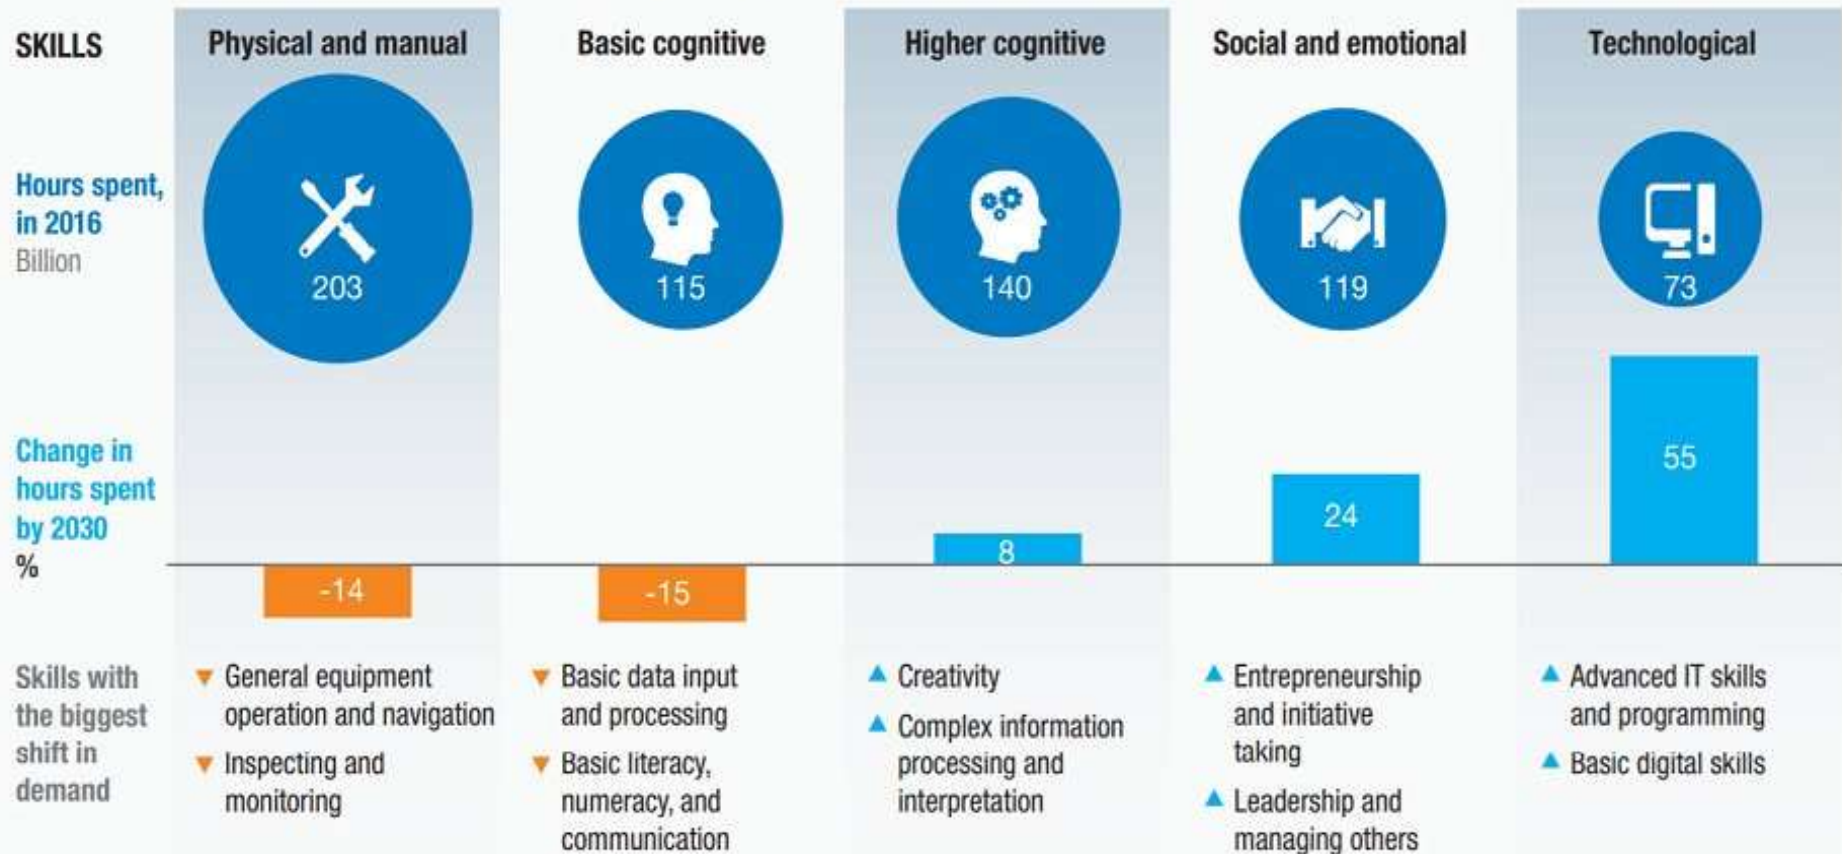 SKILLS
Physical and manual
Basic cognitive
Higher cognitive
Social and emotional
Technological
Hours spent,
in 2016
Billion
203
115
140
119
73
Change in
hours spent
by 2030
%
-14
-15
8
24
55
Skills with
the biggest
shift in
demand
▼ General equipment
operation and navigation
▼ Inspecting and
monitoring
▼ Basic data input
and processing
▼ Basic literacy,
numeracy, and
communication
▲ Creativity
▲ Complex information
processing and
interpretation
▲ Entrepreneurship
and initiative
taking
▲ Leadership and
managing others
▲ Advanced IT skills
and programming
▲ Basic digital skills